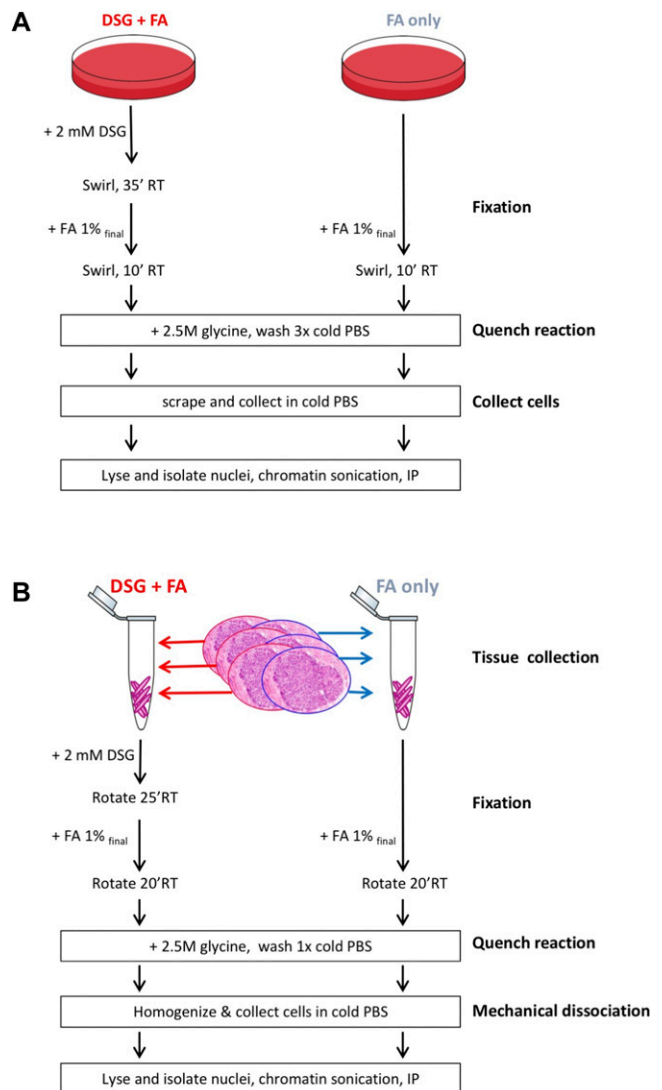 A
DSG + FA
FA only
+ 2 mM DSG
Swirl, 35’ RT
Fixation
+ FA 1% final
+ FA 1% final
Swirl, 10’ RT
Swirl, 10’ RT
+ 2.5M glycine, wash 3x cold PBS
Quench reaction
scrape and collect in cold PBS
Collect cells
Lyse and isolate nuclei, chromatin sonication, IP
B
DSG + FA
FA only
Tissue collection
+ 2 mM DSG
Rotate 25’RT
Fixation
+ FA 1% final
+ FA 1% final
Rotate 20’RT
Rotate 20’RT
+ 2.5M glycine, wash 1x cold PBS
Quench reaction
Homogenize & collect cells in cold PBS
Mechanical dissociation
Lyse and isolate nuclei, chromatin sonication, IP